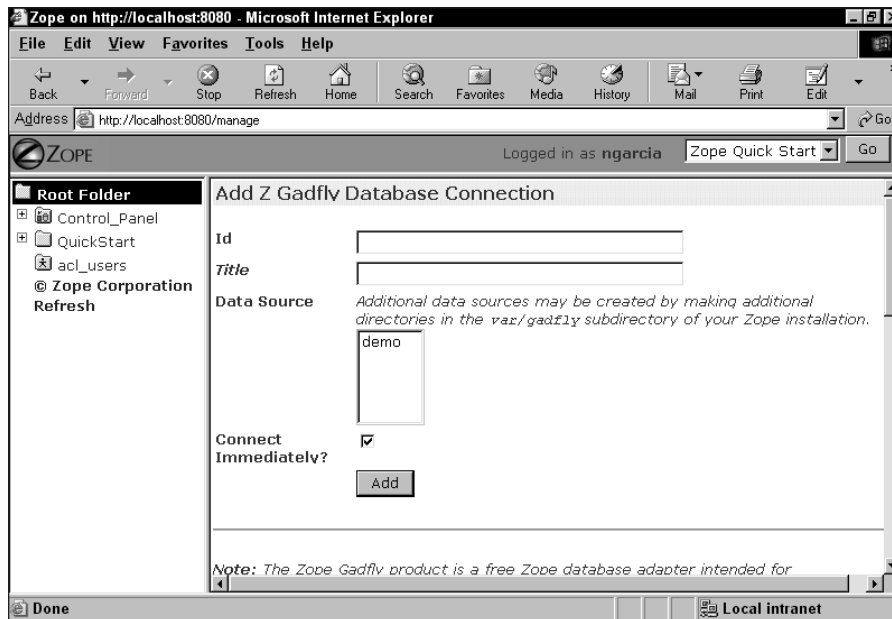 Zope on http://localhost:8080 - Microsoft Internet Explorer
File Edit View Favorites Tools Help
Back Forward Stop Refresh Home Search Favorites Media History Mail Print Edit
Address http://localhost:8080/manage Go
ZOPE Logged in as ngarcia Zope Quick Start Go
Root Folder
Control_Panel
QuickStart
acl_users
© Zope Corporation
Refresh
Add Z Gadfly Database Connection
Id
Title
Data Source Additional data sources may be created by making additional
directories in the var/gadfly subdirectory of your Zope installation.
demo
Connect
Immediately?
Add
Note: The Zope Gadfly product is a free Zope database adapter intended for
Done Local intranet